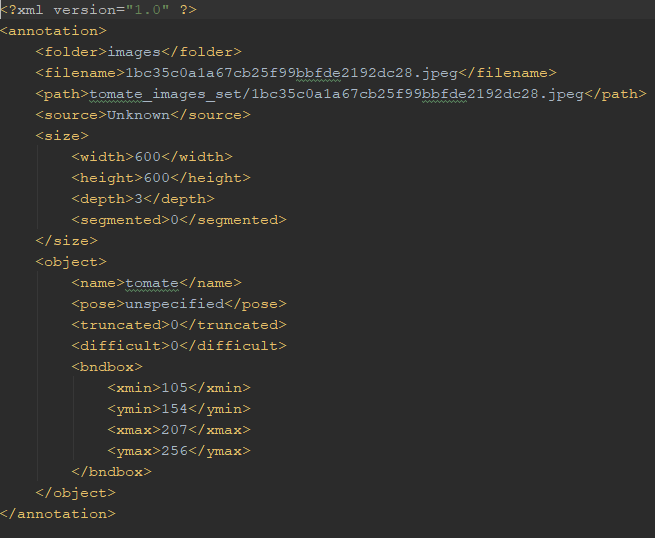 <?xml version="1.0" ?>
<annotation>
    <folder>images</folder>
    <filename>1bc35c0a1a67cb25f99bbfde2192dc28.jpeg</filename>
    <path>tomate_images_set/1bc35c0a1a67cb25f99bbfde2192dc28.jpeg</path>
    <source>Unknown</source>
    <size>
        <width>600</width>
        <height>600</height>
        <depth>3</depth>
        <segmented>0</segmented>
    </size>
    <object>
        <name>tomate</name>
        <pose>unspecified</pose>
        <truncated>0</truncated>
        <difficult>0</difficult>
        <bndbox>
            <xmin>105</xmin>
            <ymin>154</ymin>
            <xmax>207</xmax>
            <ymax>256</ymax>
        </bndbox>
    </object>
</annotation>